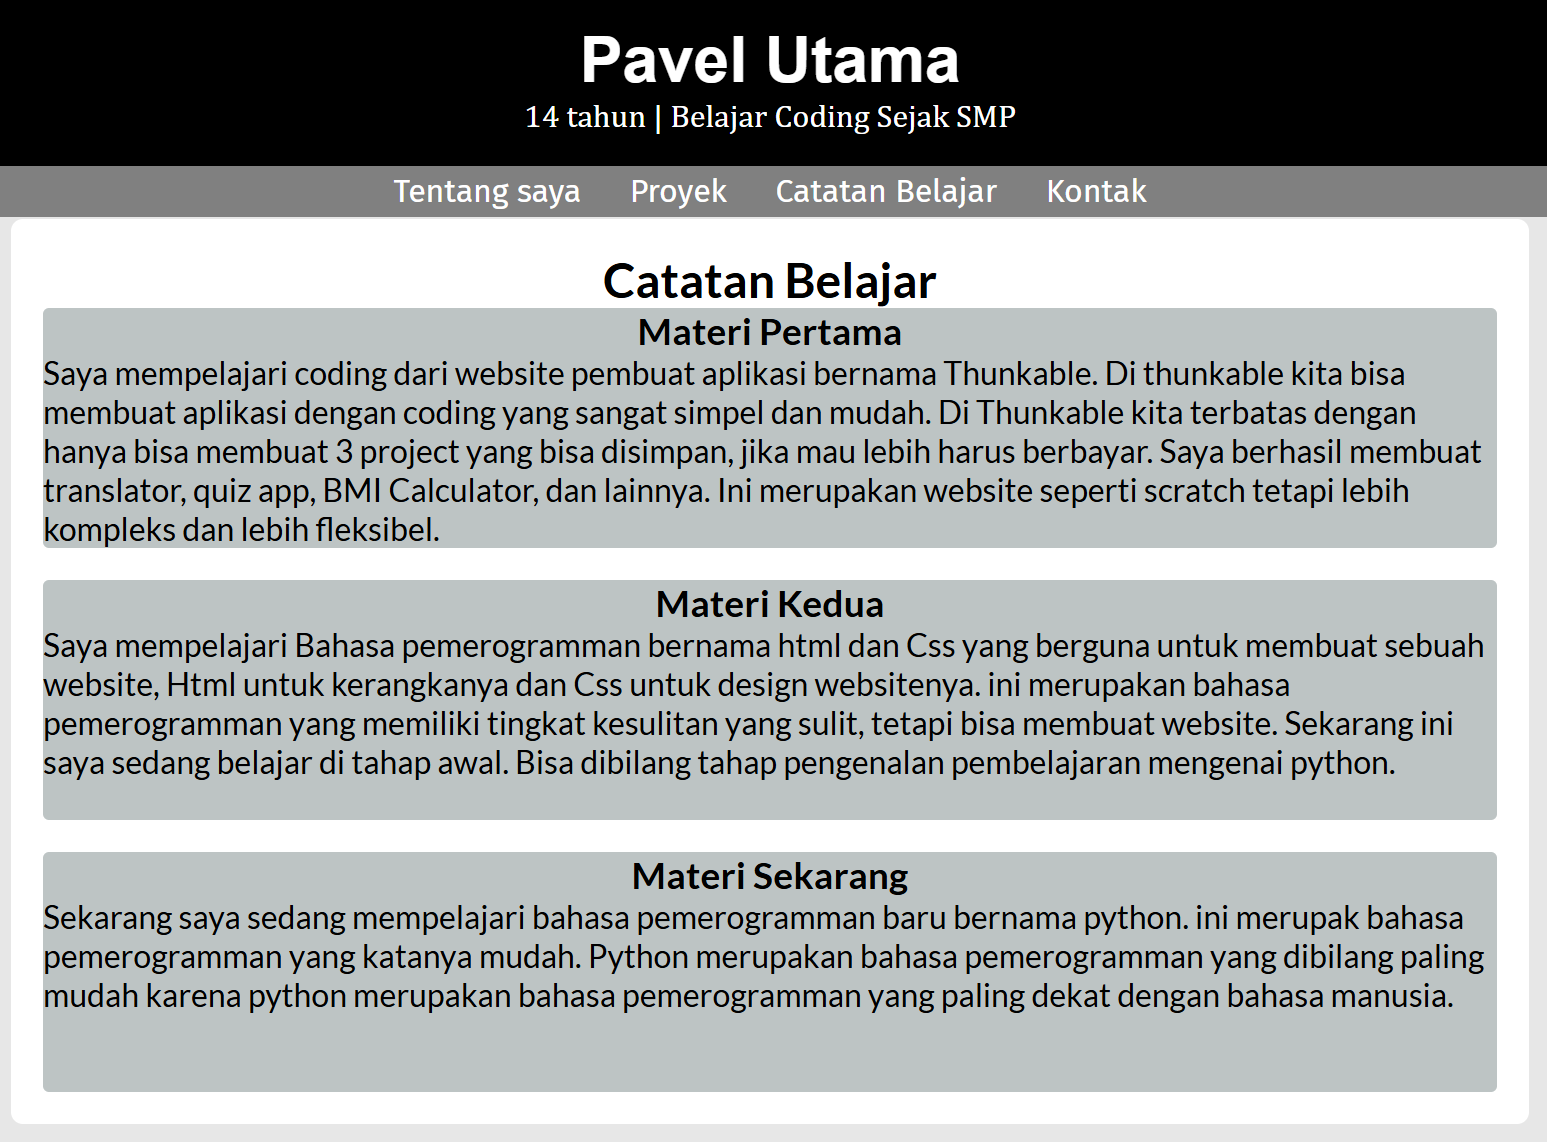 Pavel Utama
14 tahun | Belajar Coding Sejak SMP
Tentang saya Proyek Catatan Belajar Kontak
Catatan Belajar
Materi Pertama
Saya mempelajari coding dari website pembuat aplikasi bernama Thunkable. Di thunkable kita bisa
membuat aplikasi dengan coding yang sangat simpel dan mudah. Di Thunkable kita terbatas dengan
hanya bisa membuat 3 project yang bisa disimpan, jika mau lebih harus berbayar. Saya berhasil membuat
translator, quiz app, BMI Calculator, dan lainnya. Ini merupakan website seperti scratch tetapi lebih
kompleks dan lebih fleksibel.
Materi Kedua
Saya mempelajari Bahasa pemerogramman bernama html dan Css yang berguna untuk membuat sebuah
website, Html untuk kerangkanya dan Css untuk design websitenya. ini merupakan bahasa
pemerogramman yang memiliki tingkat kesulitan yang sulit, tetapi bisa membuat website. Sekarang ini
saya sedang belajar di tahap awal. Bisa dibilang tahap pengenalan pembelajaran mengenai python.
Materi Sekarang
Sekarang saya sedang mempelajari bahasa pemerogramman baru bernama python. ini merupak bahasa
pemerogramman yang katanya mudah. Python merupakan bahasa pemerogramman yang dibilang paling
mudah karena python merupakan bahasa pemerogramman yang paling dekat dengan bahasa manusia.